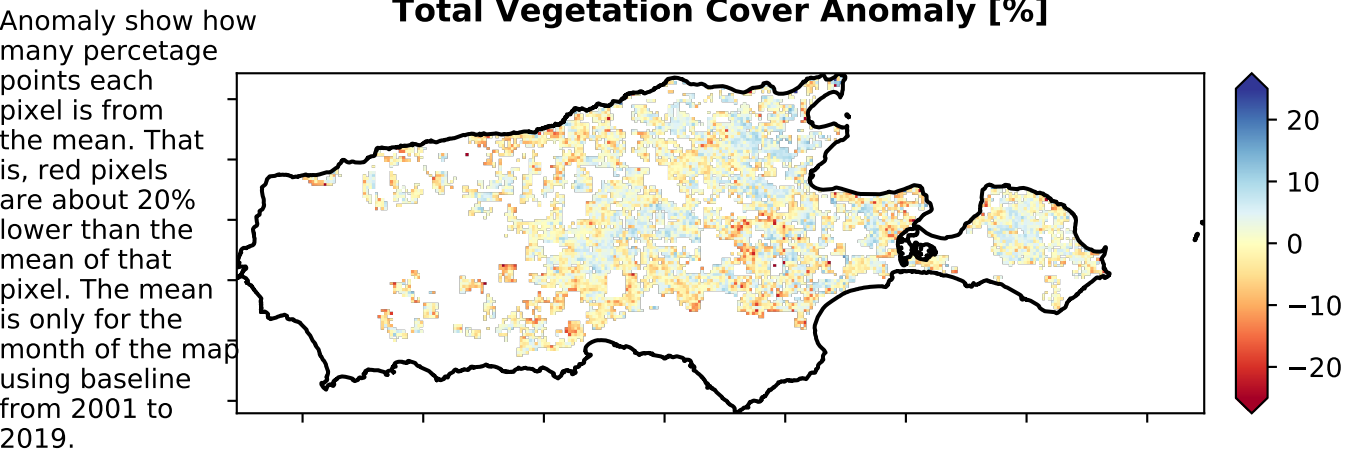 Total Vegetation Cover Anomaly [%]
Anomaly show how
many percetage
points each
pixel is from
the mean. That
is, red pixels
are about 20%
lower than the
mean of that
pixel. The mean
is only for the
month of the map
using baseline
from 2001 to
2019.
20
10
0
−10
−20